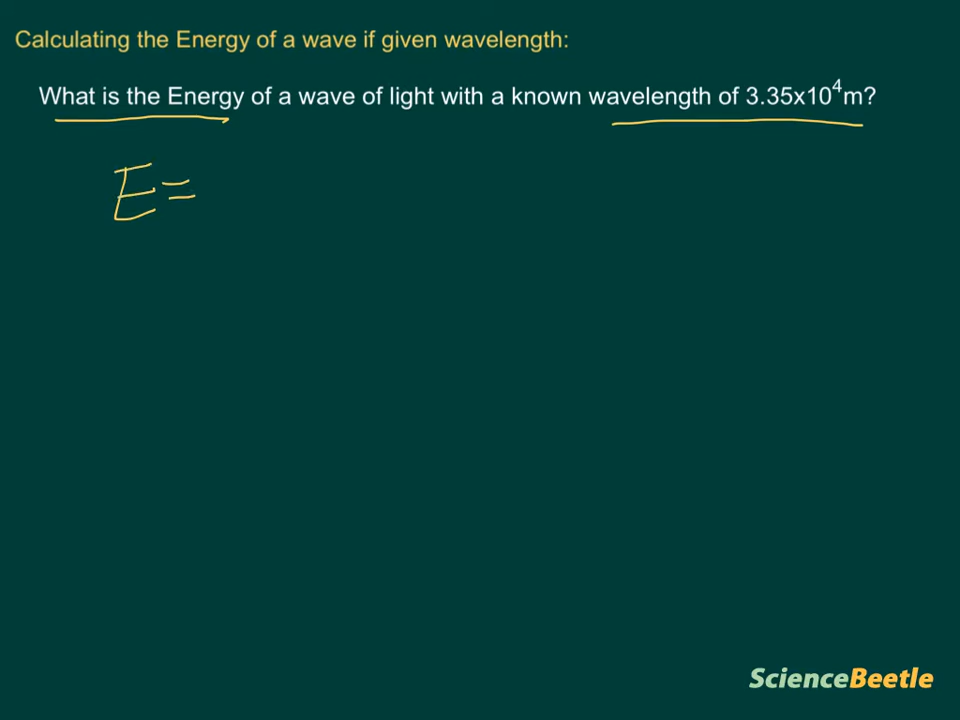 Calculating the Energy of a wave if given wavelength:
What is the Energy of a wave of light with a known wavelength of 3.35x10⁴m?
E=
ScienceBeetle